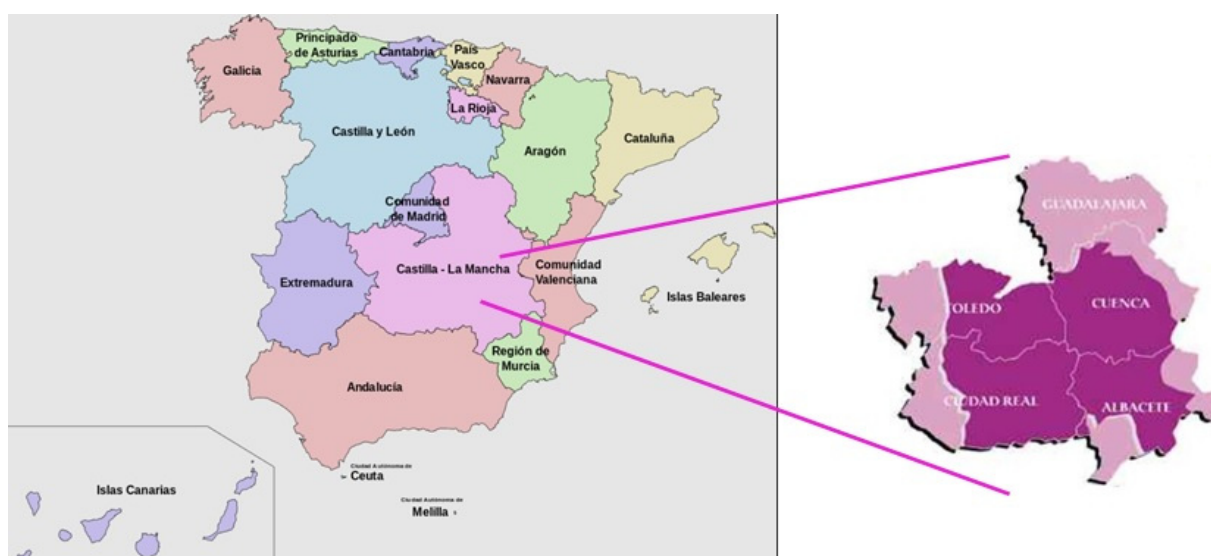 Principado
de Asturias
Cantabria
País
Vasco
Galicia
Navarra
La Rioja
Castilla y León
Aragón
Cataluña
Comunidad
de Madrid
Castilla - La Mancha
Comunidad
Valenciana
Extremadura
Islas Baleares
Región de
Murcia
Andalucía
Ciudad Autónoma de
Ceuta
Islas Canarias
Ciudad Autónoma de
Melilla
GUADALAJARA
TOLEDO
CUENCA
CIUDAD REAL
ALBACETE